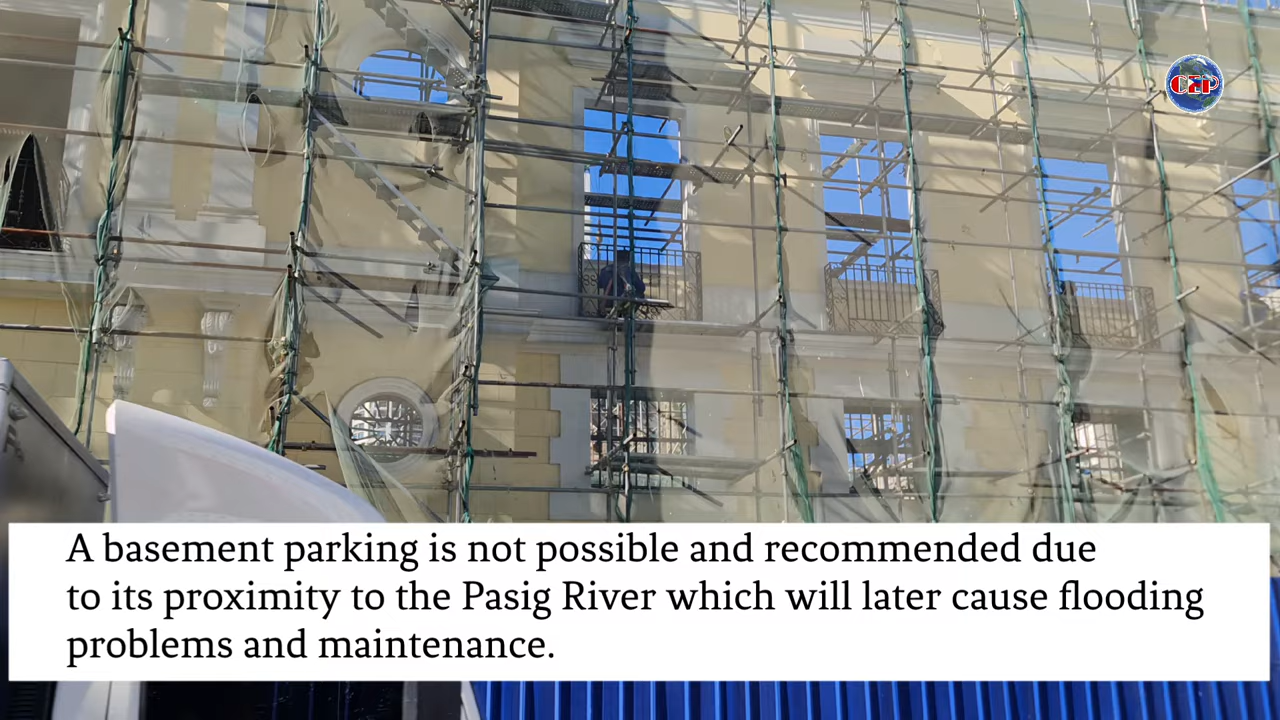 CZP
A basement parking is not possible and recommended due
to its proximity to the Pasig River which will later cause flooding
problems and maintenance.